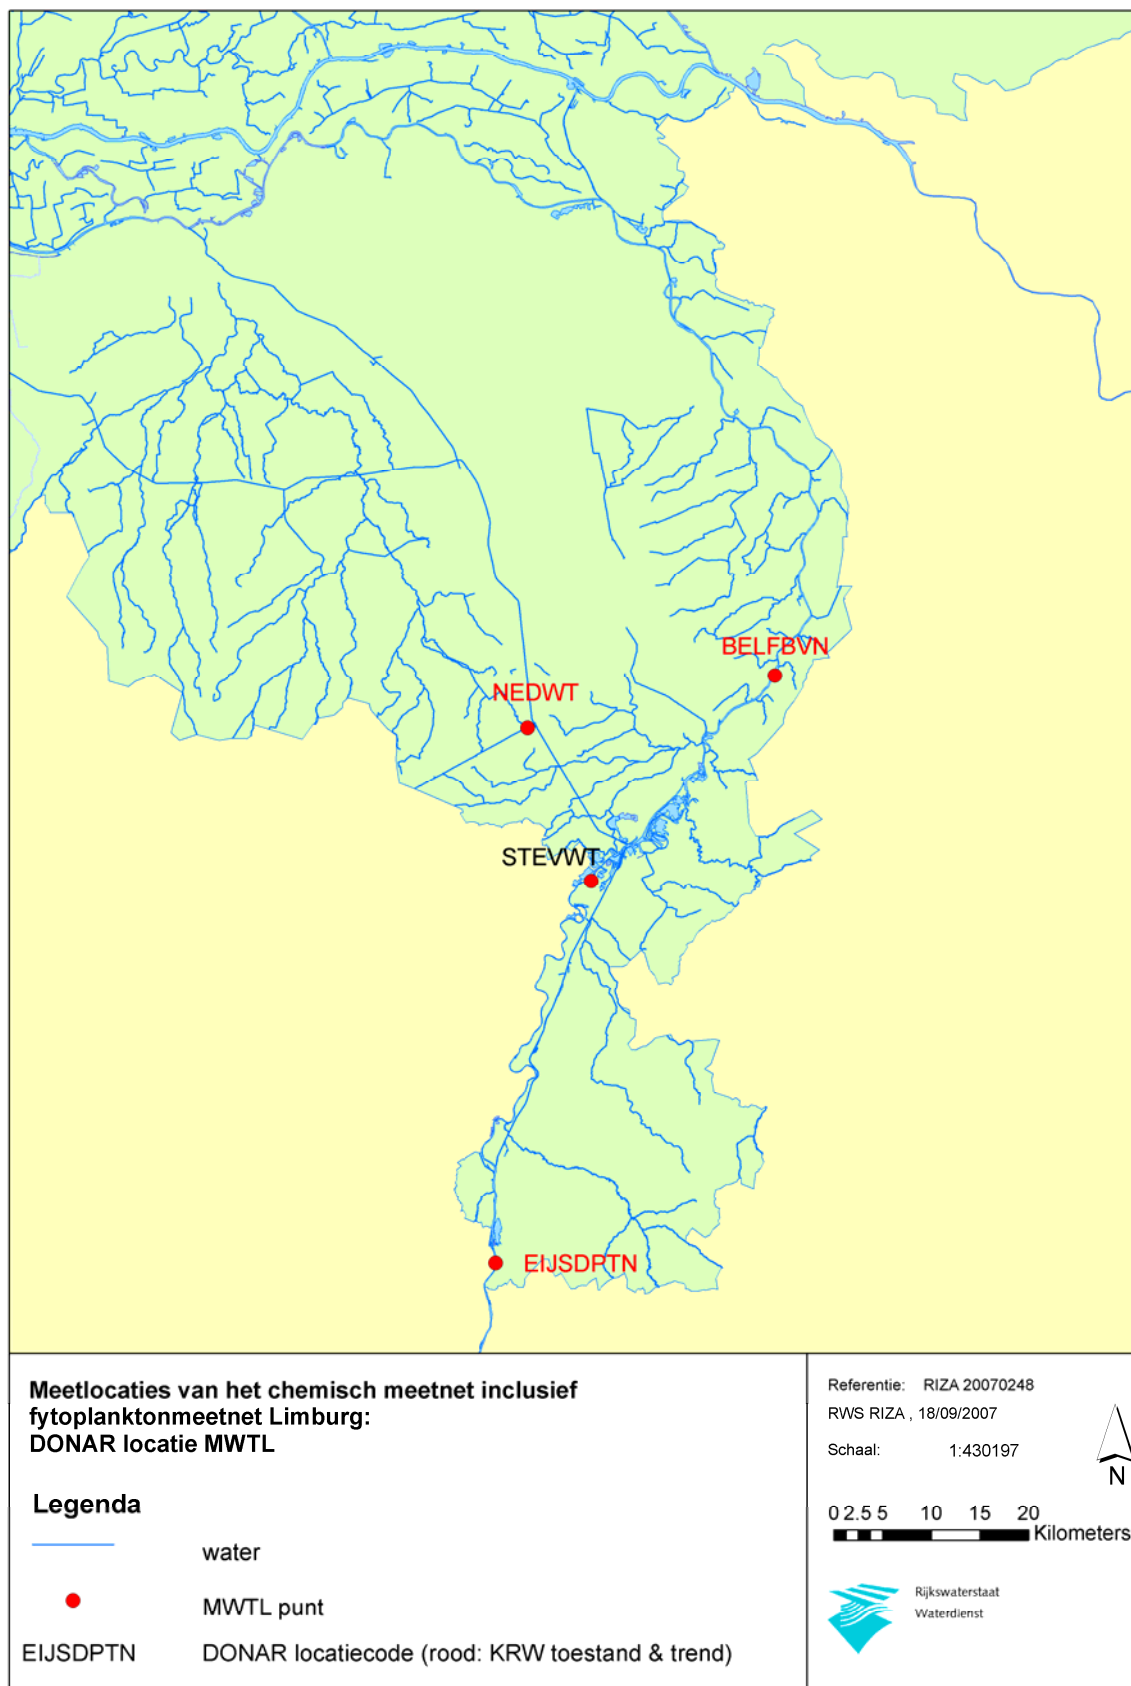 BELFBVN
NEDWT
STEVWT
EIJSDPTN
Meetlocaties van het chemisch meetnet inclusief
fytoplanktonmeetnet Limburg:
DONAR locatie MWTL
Legenda
water
MWTL punt
EIJSDPTN DONAR locatiecode (rood: KRW toestand & trend)
Referentie: RIZA 20070248
RWS RIZA , 18/09/2007
Schaal: 1:430197
N
0 2.5 5 10 15 20
Kilometers
Rijkswaterstaat
Waterdienst